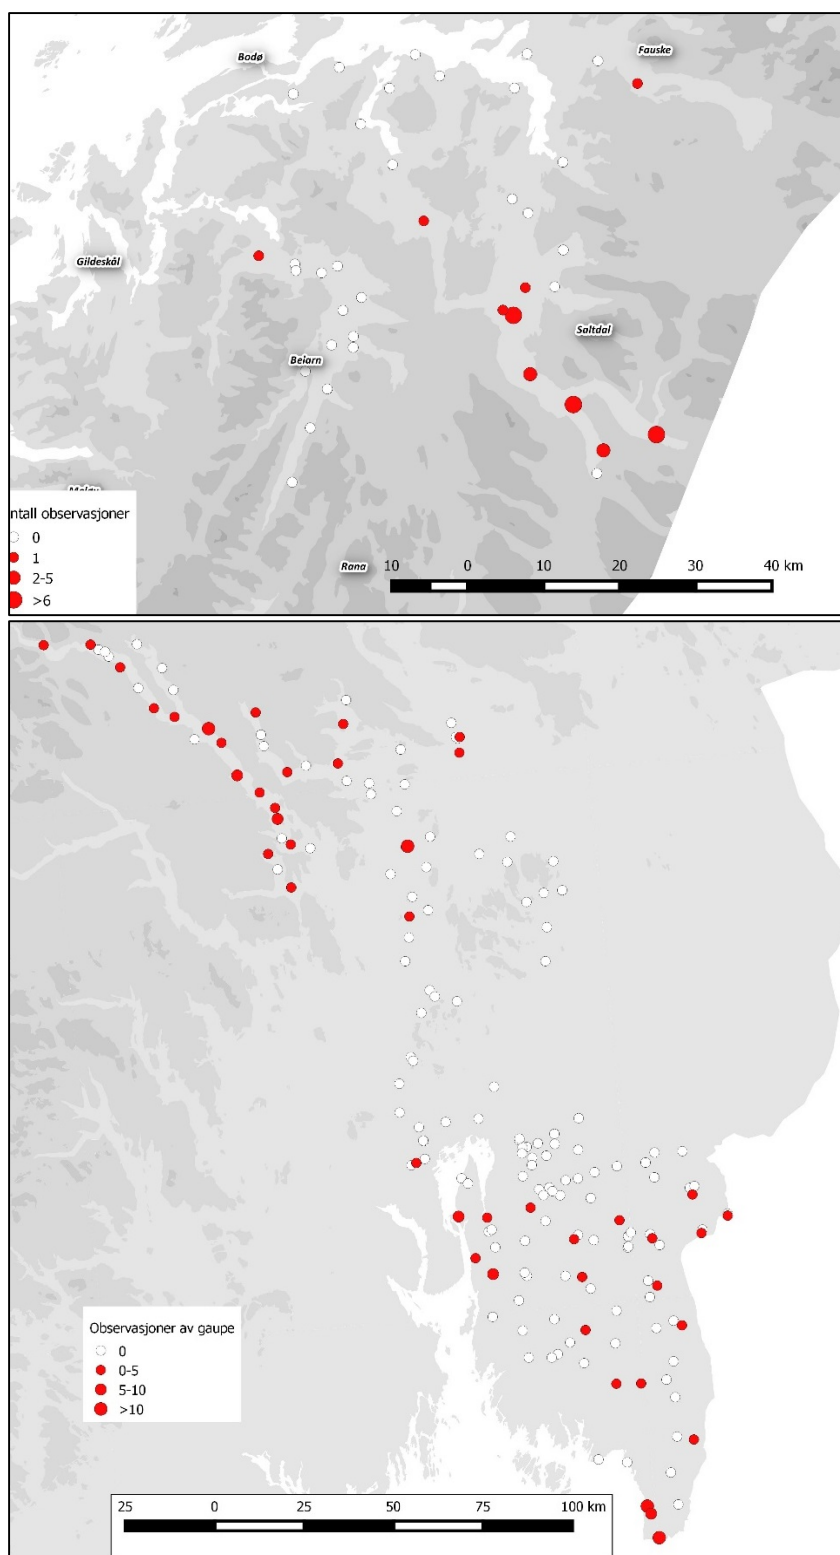 Fauske
Bodø
Gildeskål
Saltdal
Beiarn
ntall observasjoner
0
1
2-5
>6
Rana
10 0 10 20 30 40 km
Observasjoner av gaupe
0
0-5
5-10
>10
25 0 25 50 75 100 km